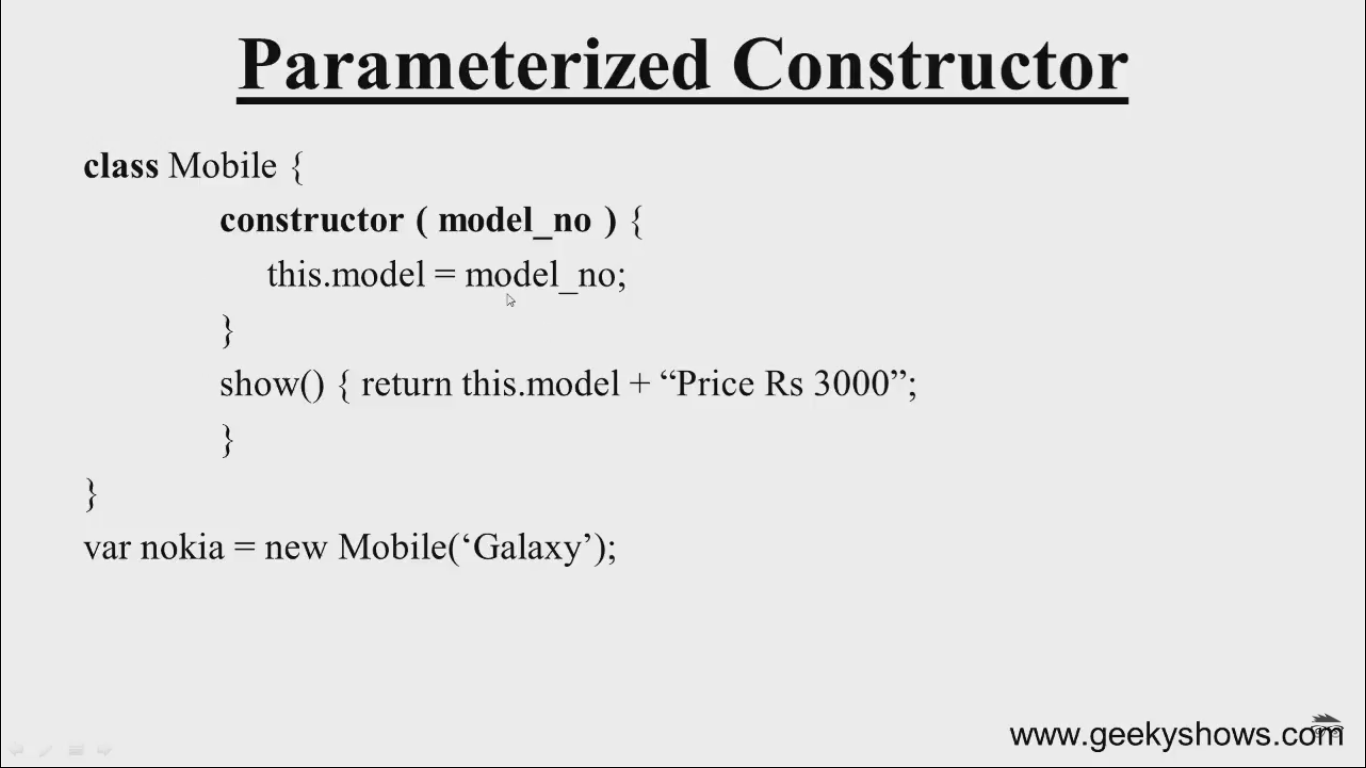 Parameterized Constructor
class Mobile {
constructor ( model_no ) {
this.model = model_no;
}
show() { return this.model + “Price Rs 3000”;
}
}
var nokia = new Mobile(‘Galaxy’);
www.geekyshows.com